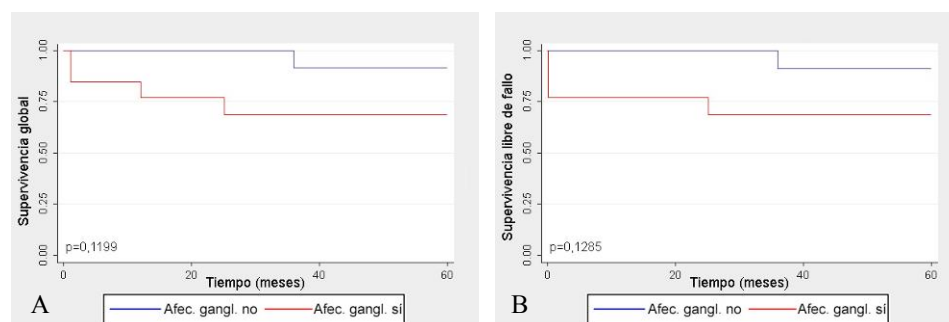 Supervivencia global
1.00
0.75
0.50
0.25
0.00
p=0,1199
0
20
40
60
Tiempo (meses)
A
Afec. gangl. no
Afec. gangl. sí
Supervivencia libre de fallo
1.00
0.75
0.50
0.25
0.00
p=0,1285
0
20
40
60
Tiempo (meses)
B
Afec. gangl. no
Afec. gangl. sí